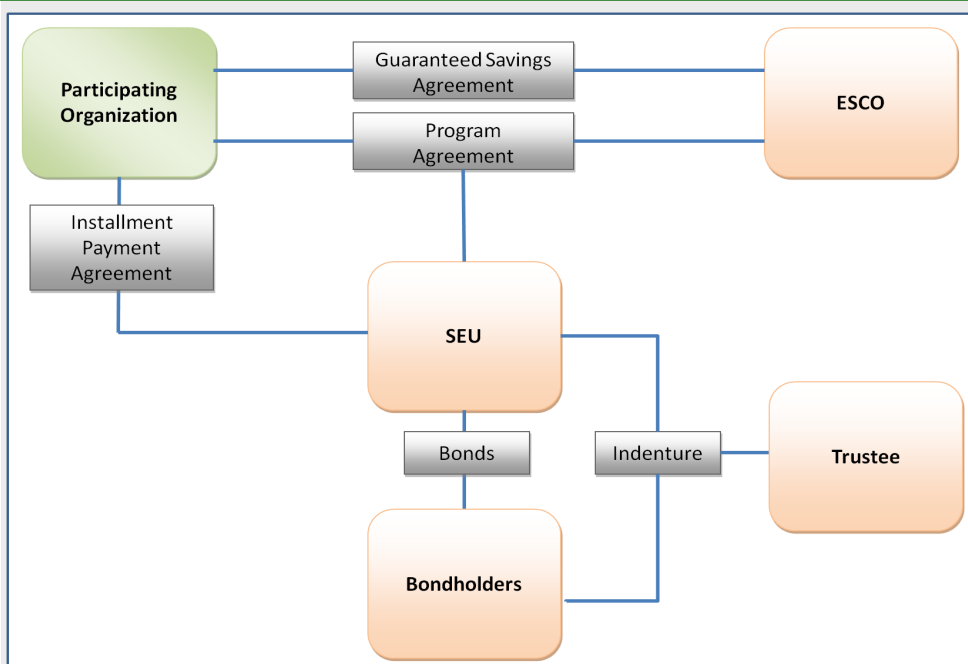 Participating
Organization
Guaranteed Savings
Agreement
ESCO
Program
Agreement
Installment
Payment
Agreement
SEU
Bonds
Indenture
Trustee
Bondholders